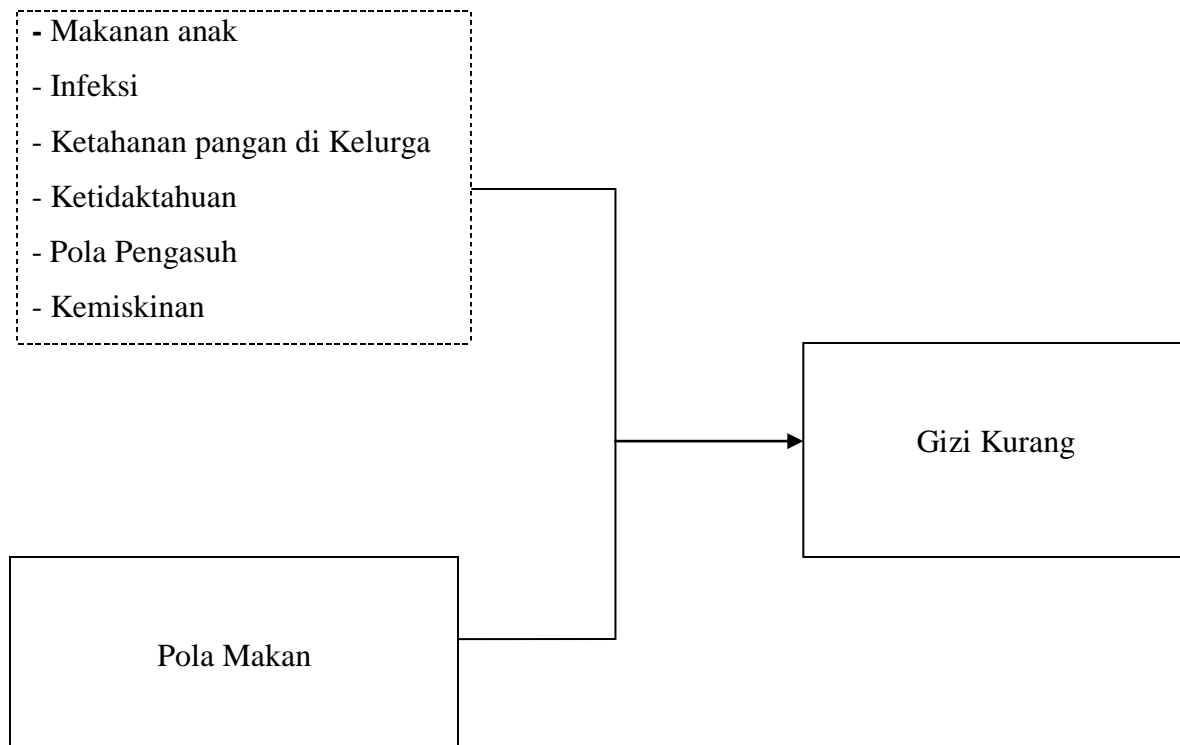 - Makanan anak
- Infeksi
- Ketahanan pangan di Kelurga
- Ketidaktahuan
- Pola Pengasuh
- Kemiskinan
Gizi Kurang
Pola Makan